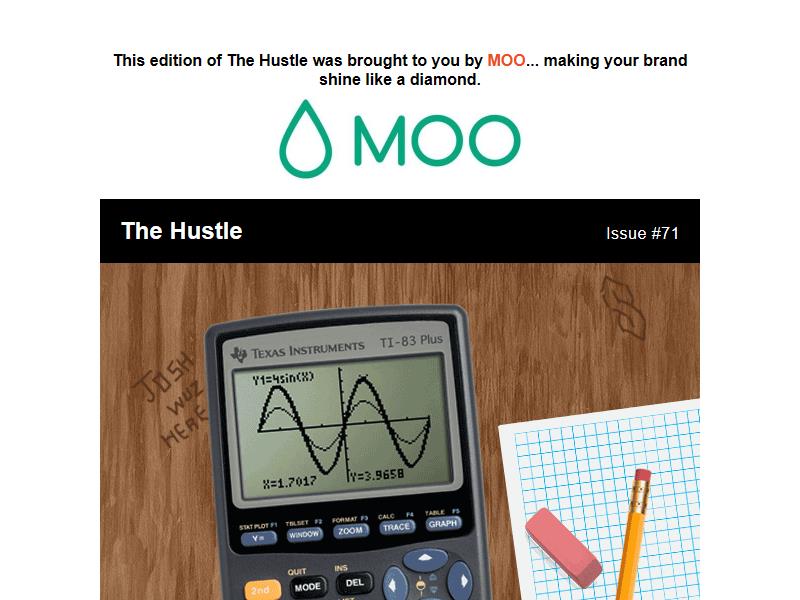 This edition of The Hustle was brought to you by MOO... making your brand
shine like a diamond.
MOO
The Hustle
Issue #71
TEXAS INSTRUMENTS TI-83 Plus
Y1=4sin(X)
X=1.7017 Y=3.9658
JOSH
WUZ
HERE
STAT PLOT F1 TBLSET F2 FORMAT F3 CALC F4 TABLE F5
Y= WINDOW ZOOM TRACE GRAPH
QUIT INS
2nd MODE DEL